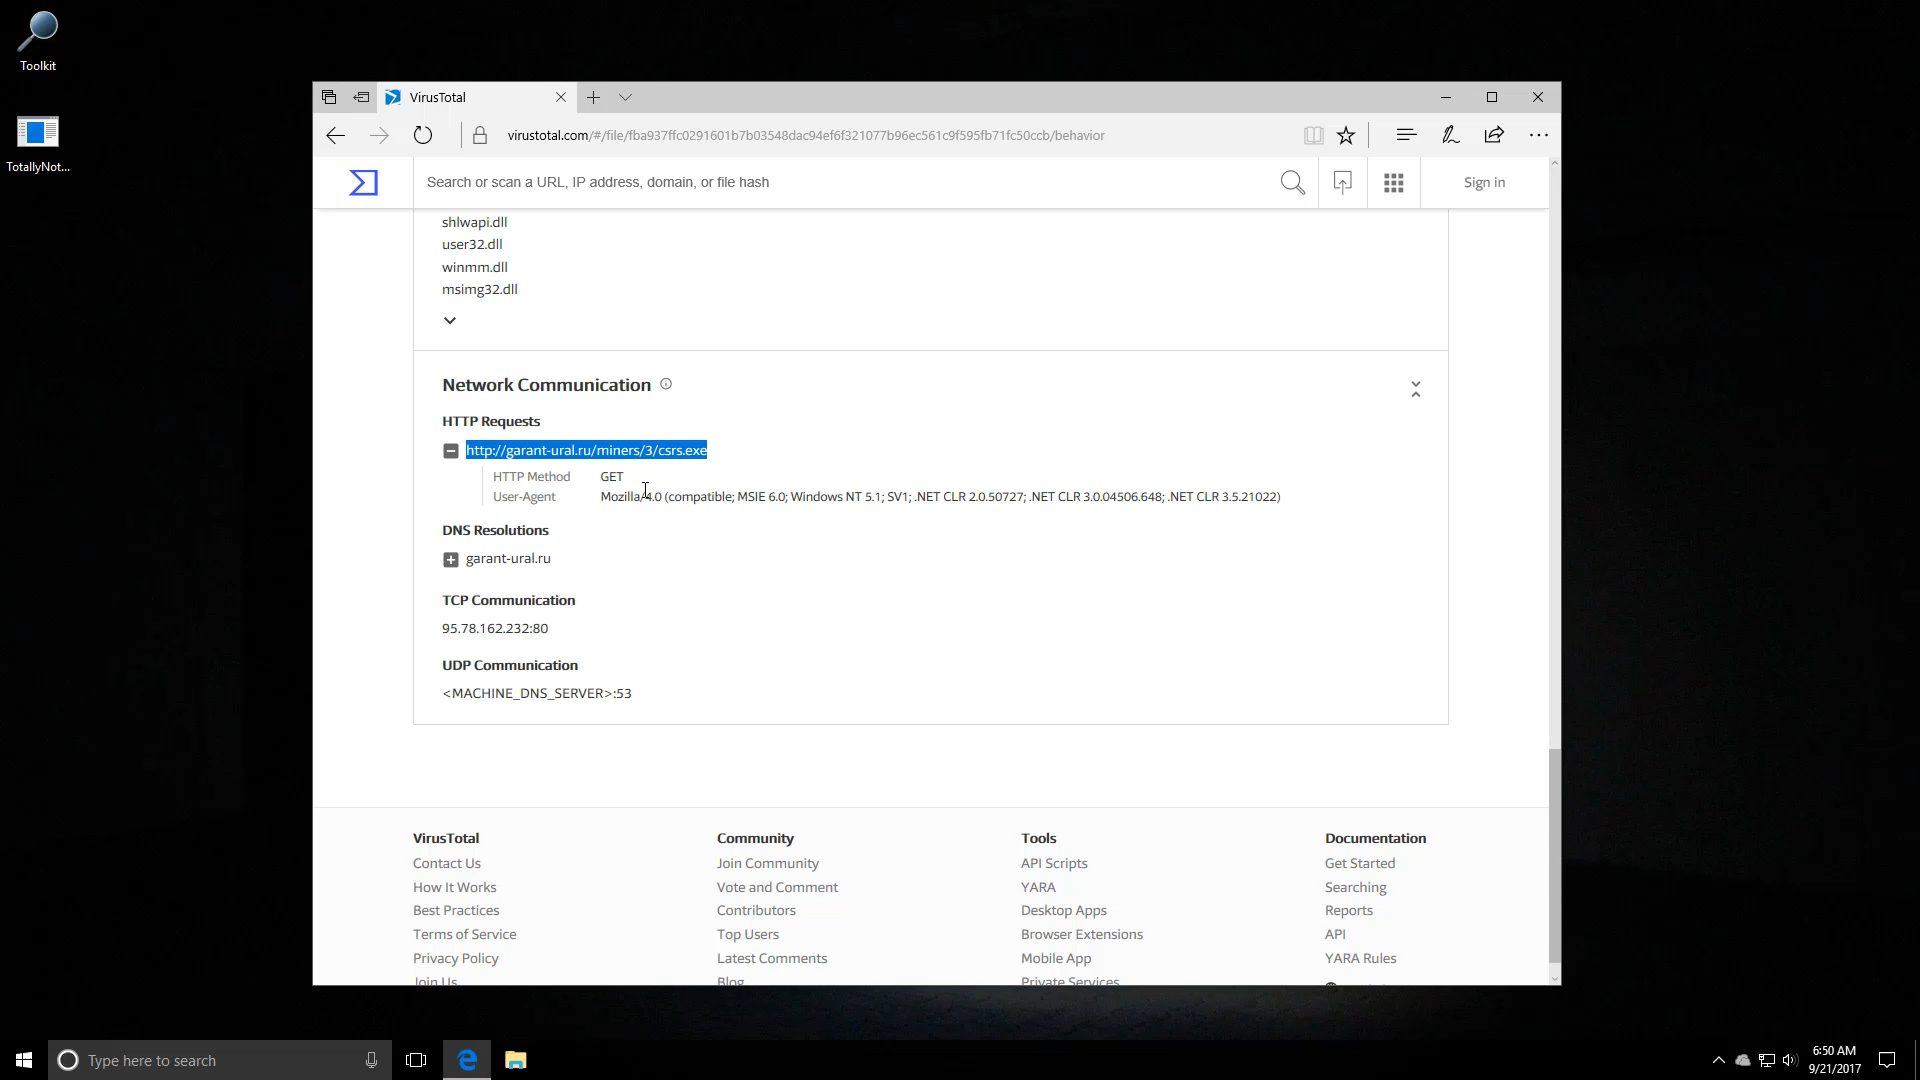 Toolkit
TotallyNot...
VirusTotal
virustotal.com/#/file/fba937ffc0291601b7b03548dac94ef6f321077b96ec561c9f595fb71fc50ccb/behavior
Search or scan a URL, IP address, domain, or file hash
Sign in
shlwapi.dll
user32.dll
winmm.dll
msimg32.dll
Network Communication
HTTP Requests
http://garant-ural.ru/miners/3/csrs.exe
HTTP Method GET
User-Agent Mozilla/4.0 (compatible; MSIE 6.0; Windows NT 5.1; SV1; .NET CLR 2.0.50727; .NET CLR 3.0.04506.648; .NET CLR 3.5.21022)
DNS Resolutions
garant-ural.ru
TCP Communication
95.78.162.232:80
UDP Communication
<MACHINE_DNS_SERVER>:53
VirusTotal Community Tools Documentation
Contact Us Join Community API Scripts Get Started
How It Works Vote and Comment YARA Searching
Best Practices Contributors Desktop Apps Reports
Terms of Service Top Users Browser Extensions API
Privacy Policy Latest Comments Mobile App YARA Rules
Join Us Blog Private Services
Type here to search
6:50 AM
9/21/2017